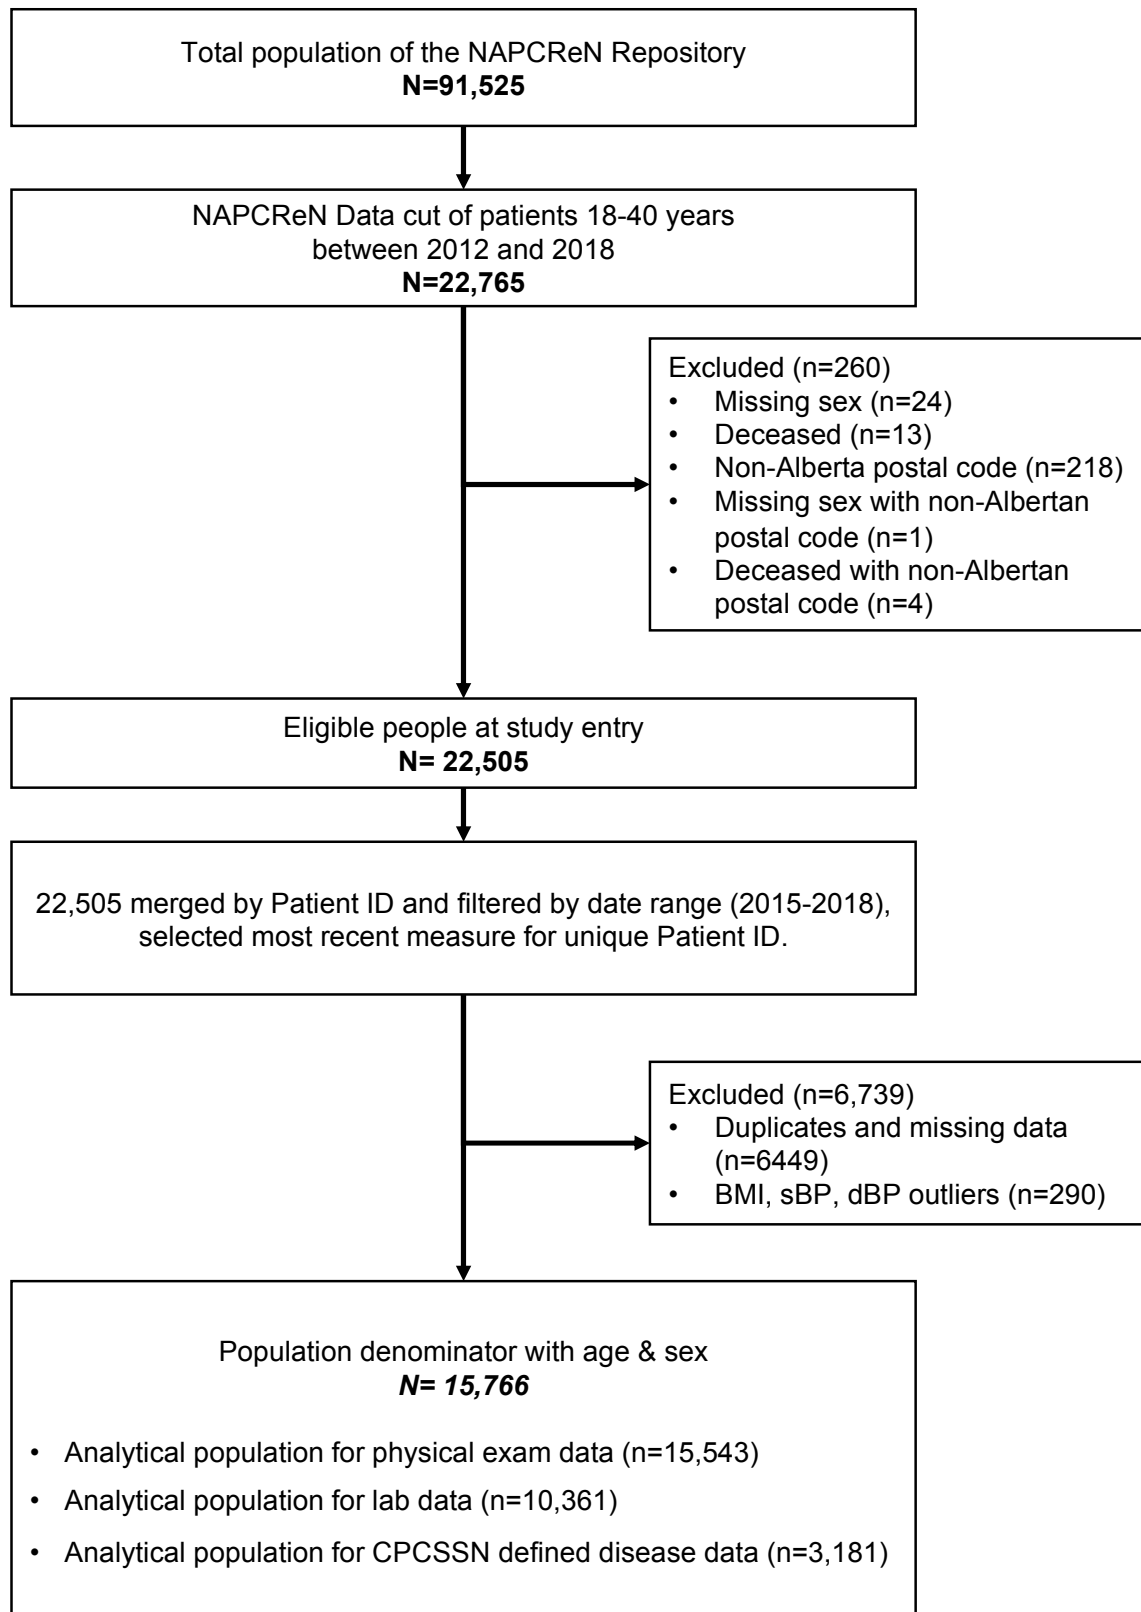 Total population of the NAPCReN Repository
N=91,525
NAPCReN Data cut of patients 18-40 years
between 2012 and 2018
N=22,765
Excluded (n=260)
• Missing sex (n=24)
• Deceased (n=13)
• Non-Alberta postal code (n=218)
• Missing sex with non-Albertan
postal code (n=1)
• Deceased with non-Albertan
postal code (n=4)
Eligible people at study entry
N= 22,505
22,505 merged by Patient ID and filtered by date range (2015-2018),
selected most recent measure for unique Patient ID.
Excluded (n=6,739)
• Duplicates and missing data
(n=6449)
• BMI, sBP, dBP outliers (n=290)
Population denominator with age & sex
N= 15,766
• Analytical population for physical exam data (n=15,543)
• Analytical population for lab data (n=10,361)
• Analytical population for CPCSSN defined disease data (n=3,181)